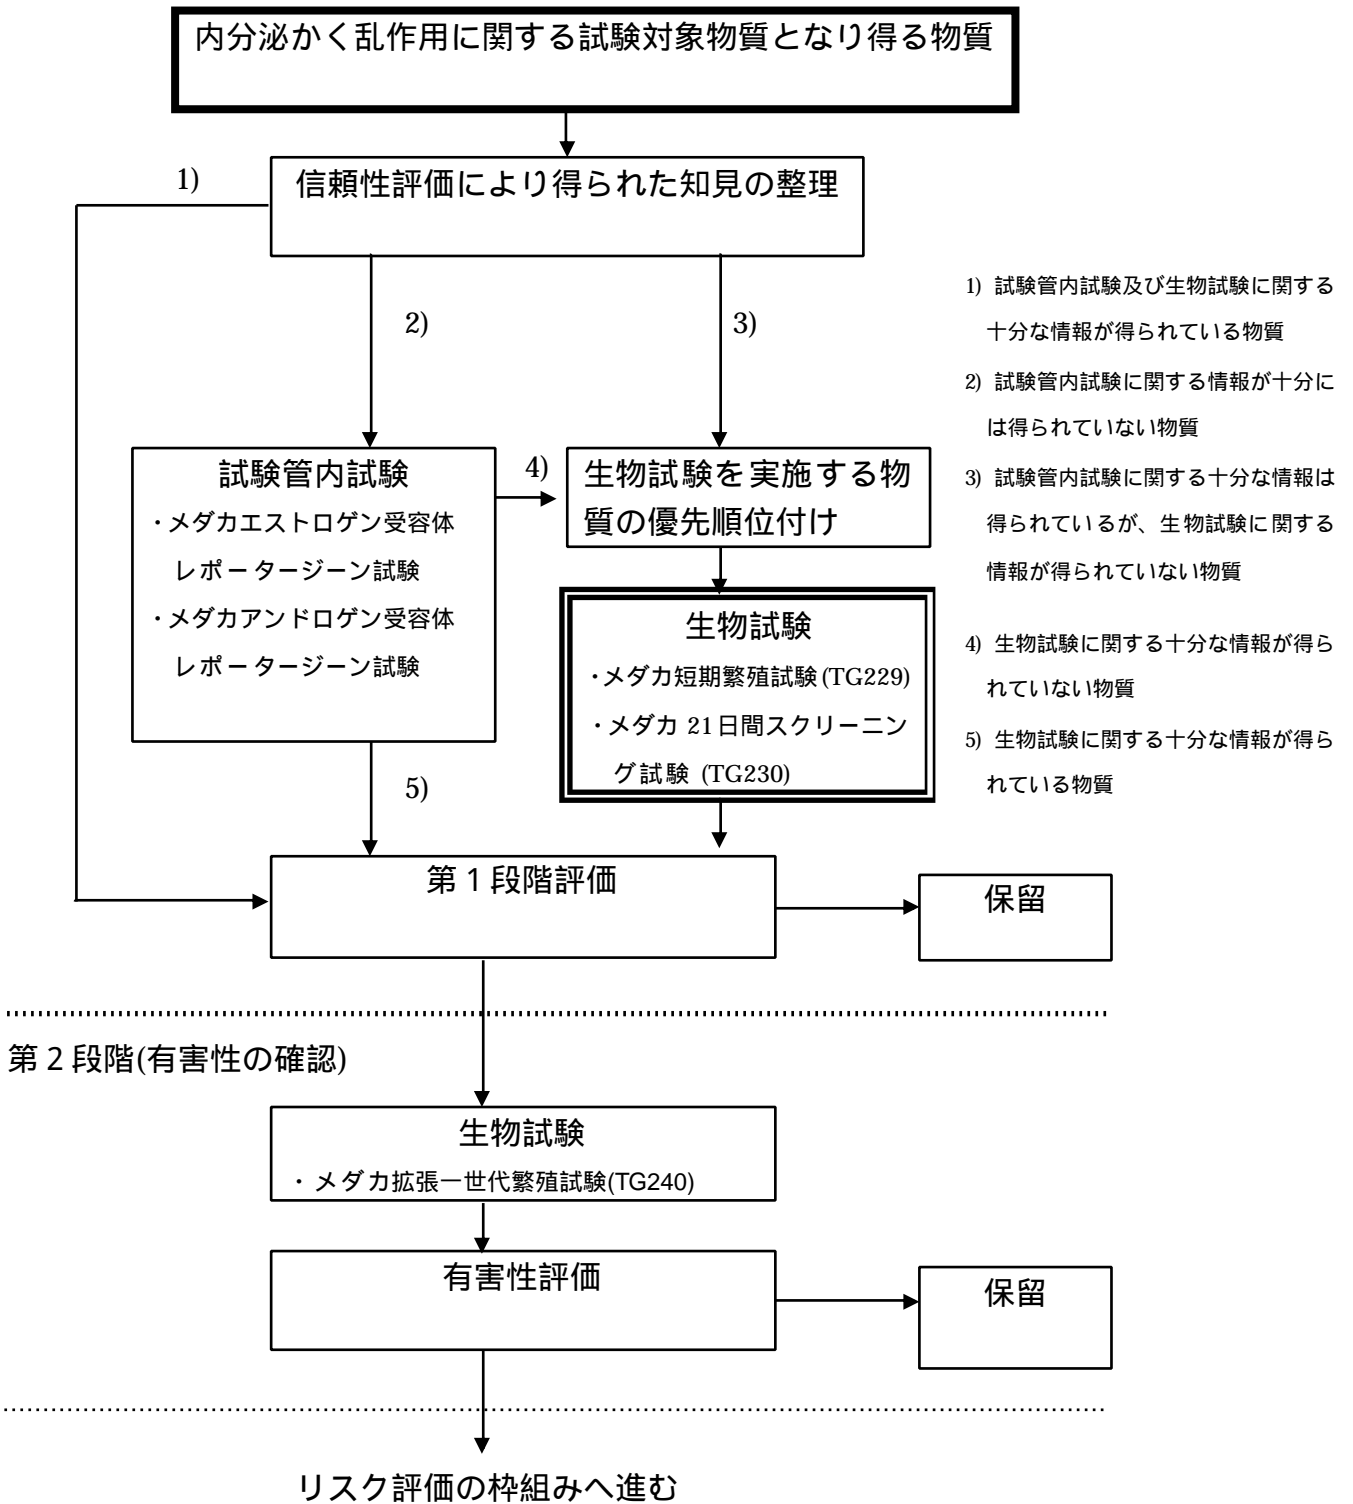 内分泌かく乱作用に関する試験対象物質となり得る物質
1)
信頼性評価により得られた知見の整理
2)
3)
1) 試験管内試験及び生物試験に関する
十分な情報が得られている物質
2) 試験管内試験に関する情報が十分に
は得られていない物質
3) 試験管内試験に関する十分な情報は
得られているが、生物試験に関する
情報が得られていない物質
4) 生物試験に関する十分な情報が得ら
れていない物質
5) 生物試験に関する十分な情報が得ら
れている物質
試験管内試験
・メダカエストロゲン受容体
レポータージーン試験
・メダカアンドロゲン受容体
レポータージーン試験
4)
生物試験を実施する物
質の優先順位付け
生物試験
・メダカ短期繁殖試験(TG229)
・メダカ 21日間スクリーニン
グ試験 (TG230)
5)
第1段階評価
保留
第2段階(有害性の確認)
生物試験
・メダカ拡張一世代繁殖試験(TG240)
有害性評価
保留
リスク評価の枠組みへ進む